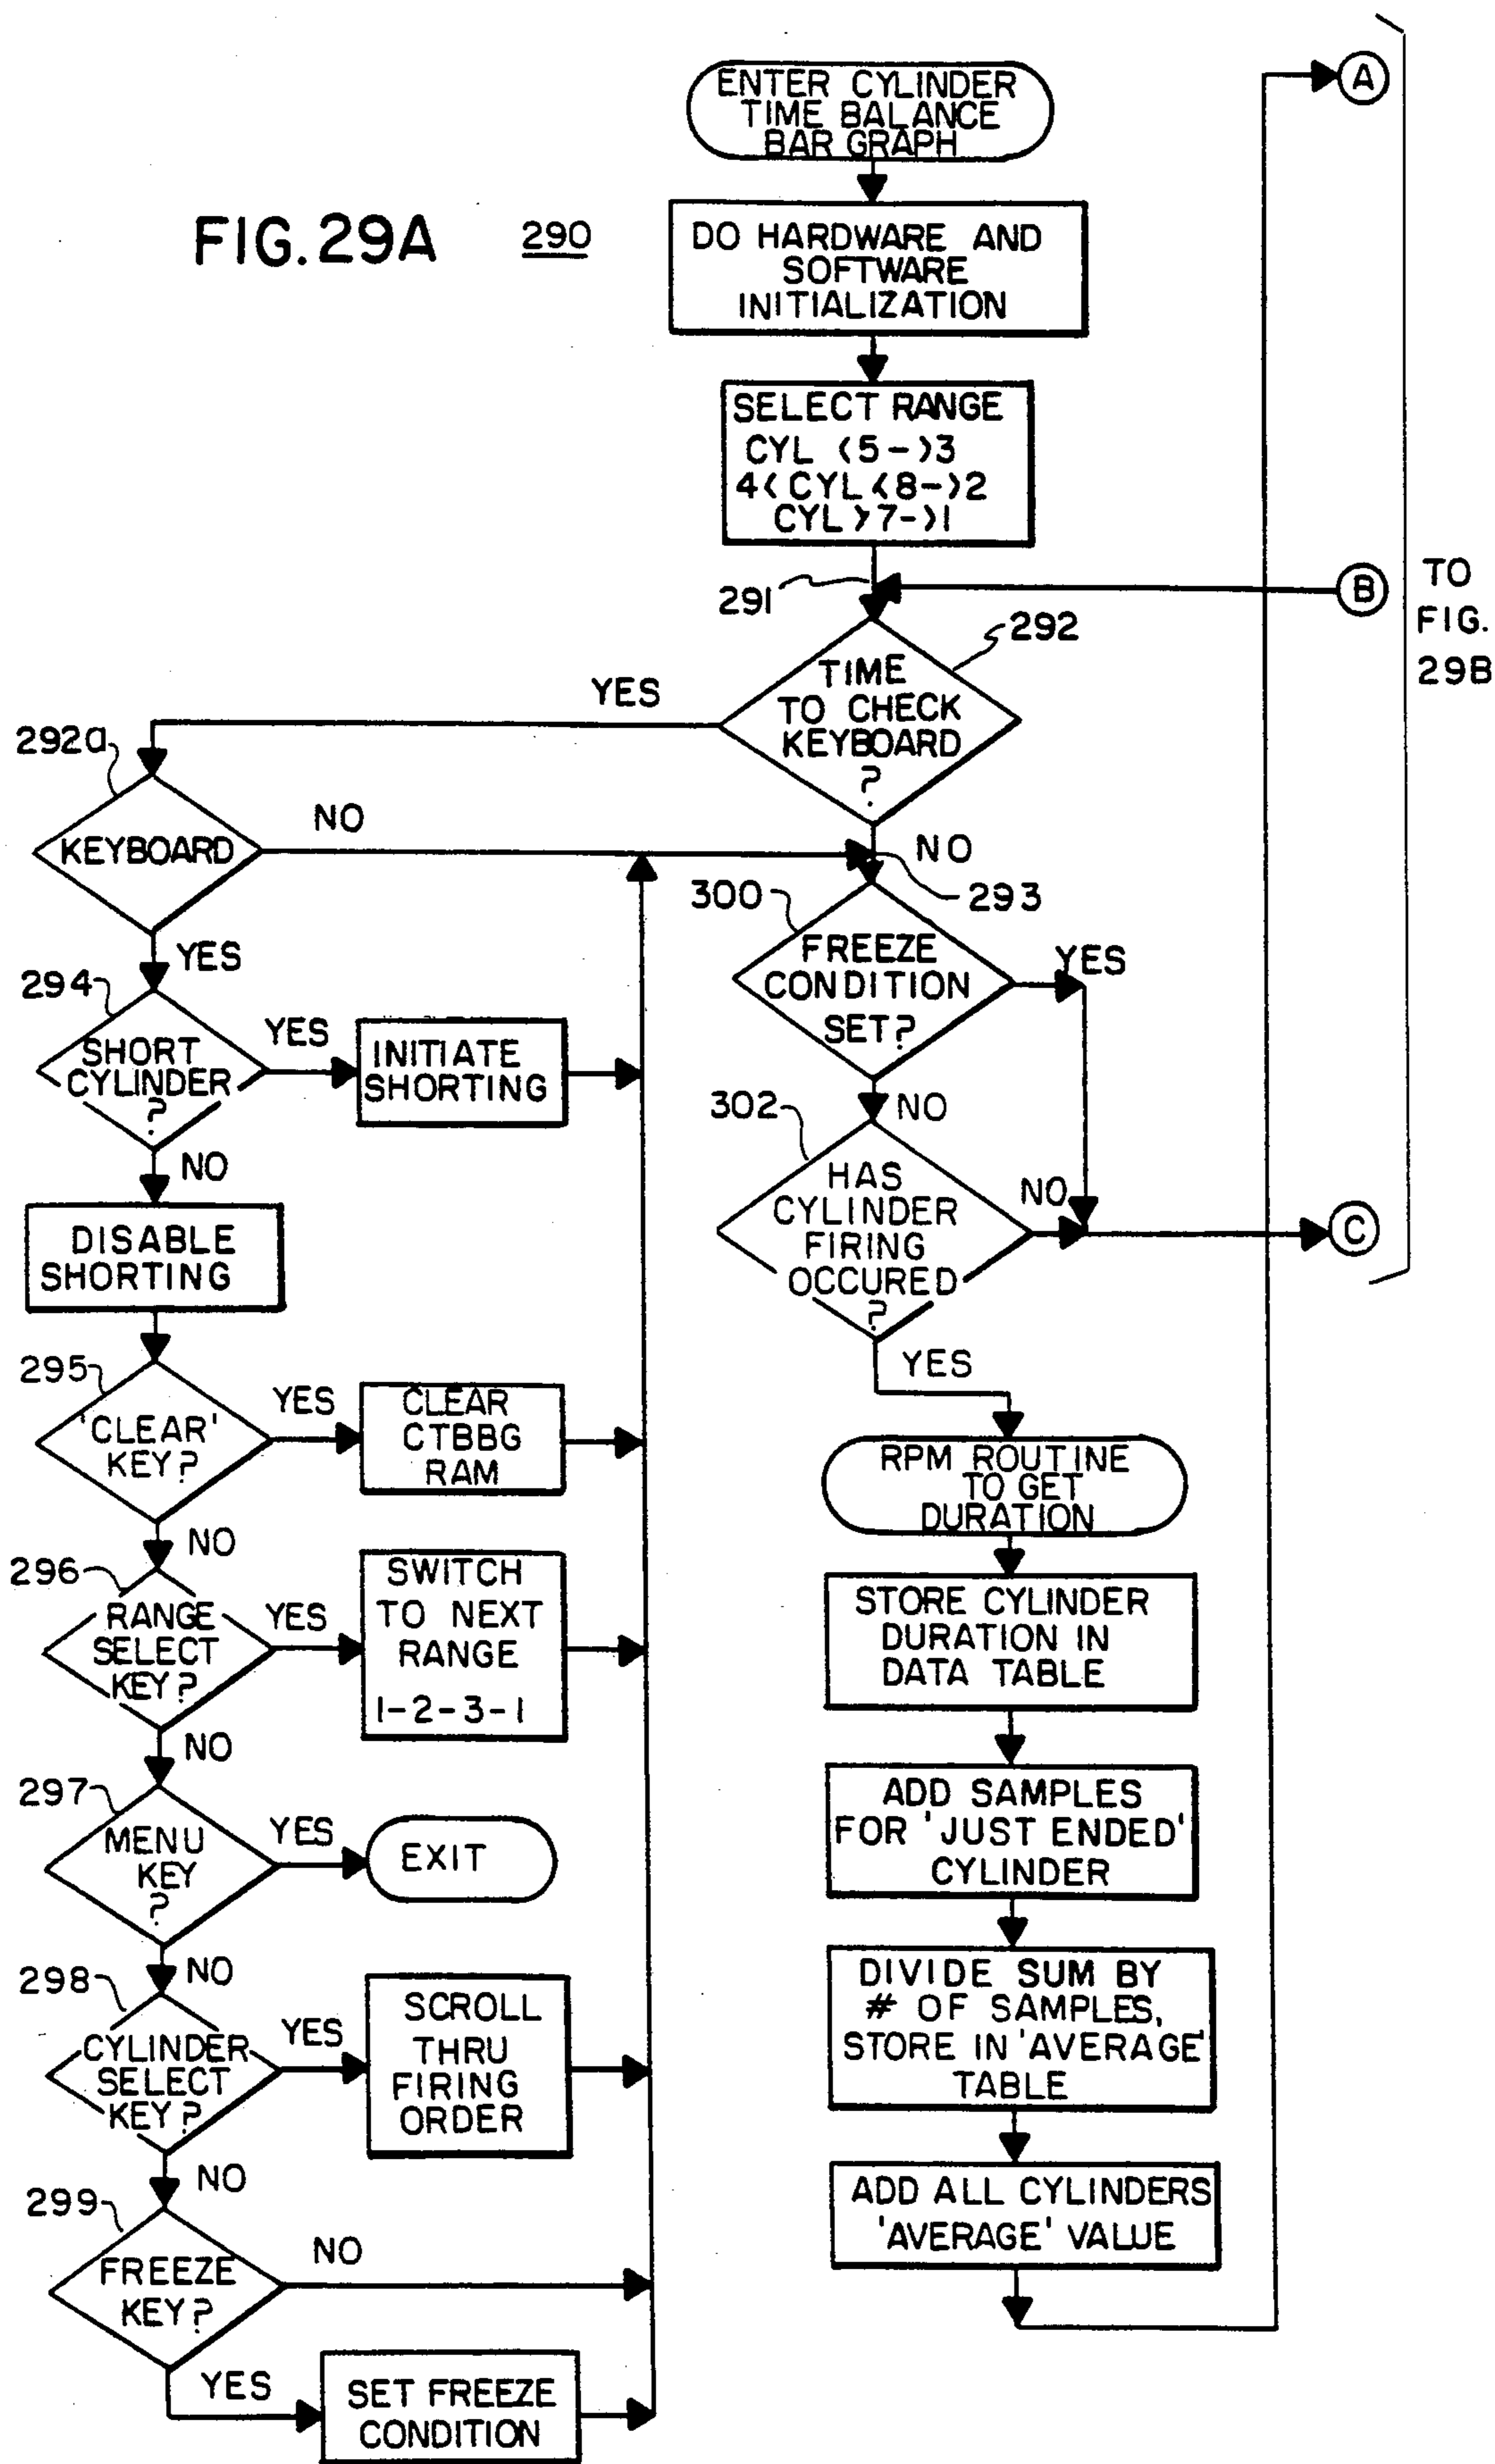 ENTER CYLINDER
TIME BALANCE
BAR GRAPH
FIG. 29A
290
DO HARDWARE AND
SOFTWARE
INITIALIZATION
SELECT RANGE
CYL <5->3
4<CYL<8->2
CYL>7->1
A
B
C
TO
FIG.
29B
291
292
TIME
TO CHECK
KEYBOARD
?
YES
NO
292a
KEYBOARD
NO
YES
293
300
FREEZE
CONDITION
SET?
YES
NO
294
SHORT
CYLINDER
?
YES
INITIATE
SHORTING
NO
DISABLE
SHORTING
302
HAS
CYLINDER
FIRING
OCCURED
?
NO
YES
295
'CLEAR'
KEY?
YES
CLEAR
CTBBG
RAM
NO
296
RANGE
SELECT
KEY?
YES
SWITCH
TO NEXT
RANGE
1-2-3-1
NO
297
MENU
KEY
?
YES
EXIT
NO
298
CYLINDER
SELECT
KEY?
YES
SCROLL
THRU
FIRING
ORDER
NO
299
FREEZE
KEY?
NO
YES
SET FREEZE
CONDITION
RPM ROUTINE
TO GET
DURATION
STORE CYLINDER
DURATION IN
DATA TABLE
ADD SAMPLES
FOR 'JUST ENDED'
CYLINDER
DIVIDE SUM BY
# OF SAMPLES,
STORE IN 'AVERAGE'
TABLE
ADD ALL CYLINDERS
'AVERAGE' VALUE